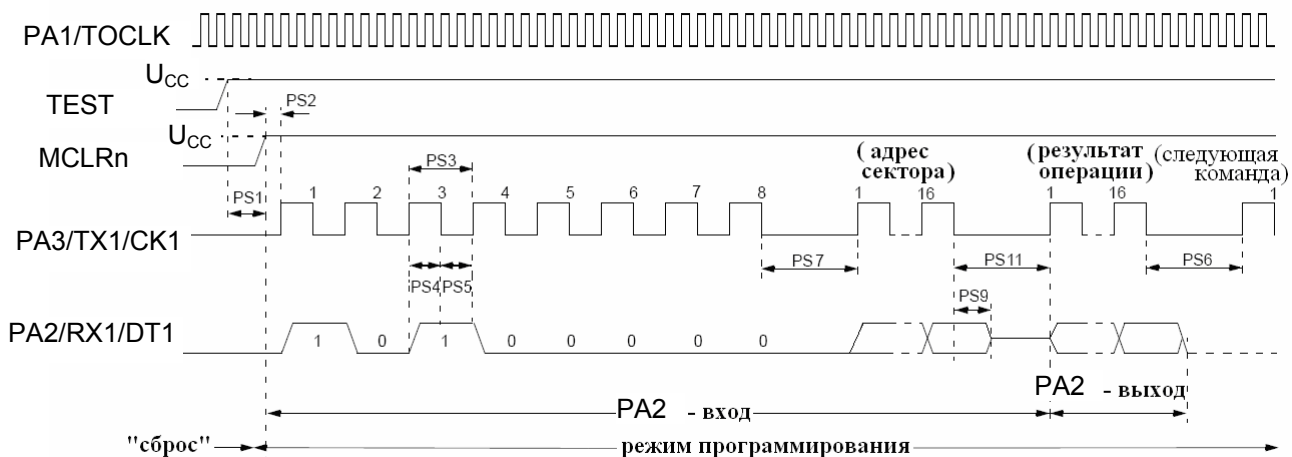 PA1/TOCLK
UCC
TEST
PS2
UCC
MCLRn
PS3
(адрес сектора)
(результат операции)
(следующая команда)
1 2 3 4 5 6 7 8 1 16 1 16 1
PS1
PA3/TX1/CK1
PS7
PS11
PS6
PS4 PS5
PS9
PA2/RX1/DT1
1 0 1 0 0 0 0 0
PA2 - вход
PA2 - выход
"сброс"
режим программирования